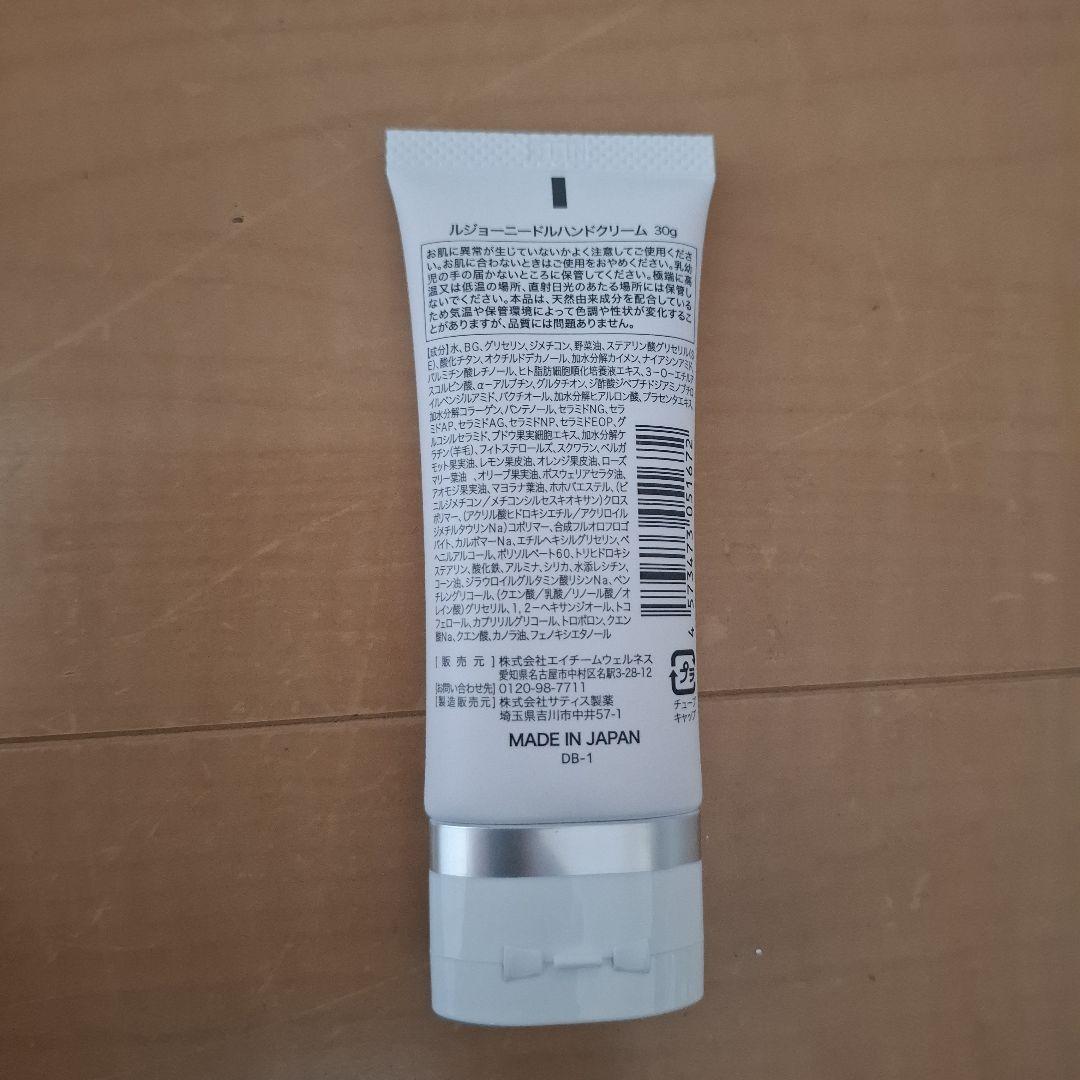 ルジョーニードルハンドクリーム 30g
お肌に異常が生じていないかよく注意してご使用くださ
い。お肌に合わないときはご使用をおやめください。乳幼
児の手の届かないところに保管してください。極端に高
温又は低温の場所、直射日光のあたる場所には保管し
ないでください。本品は、天然由来成分を配合している
ため気温や保管環境によって色調や性状が変化するこ
とがありますが、品質には問題ありません。
[成分]水、BG、グリセリン、ジメチコン、野菜油、ステアリン酸グリセリル(S
E)、酸化チタン、オクチルドデカノール、加水分解カイメン、ナイアシンアミド、
パルミチン酸レチノール、ヒト脂肪細胞順化培養液エキス、3-O-エチルア
スコルビン酸、α-アルブチン、グルタチオン、ジ酢酸ジペプチドジアミノブチロ
イルベンジルアミド、バクチオール、加水分解ヒアルロン酸、プラセンタエキス、
加水分解コラーゲン、パンテノール、セラミドNG、セラ
ミドAP、セラミドAG、セラミドNP、セラミドEOP、グ
ルコシルセラミド、ブドウ果実細胞エキス、加水分解ケ
ラチン(羊毛)、フィトステロールズ、スクワラン、ベルガ
モット果実油、レモン果皮油、オレンジ果皮油、ローズ
マリー葉油 、オリーブ果実油、ボスウェリアセラタ油、
アオモジ果実油、マヨラナ葉油、ホホバエステル、(ビ
ニルジメチコン/メチコンシルセスキオキサン)クロス
ポリマー、(アクリル酸ヒドロキシエチル/アクリロイル
ジメチルタウリンNa)コポリマー、合成フルオロフロゴ
パイト、カルボマーNa、エチルヘキシルグリセリン、ベ
ヘニルアルコール、ポリソルベート60、トリヒドロキシ
ステアリン、酸化鉄、アルミナ、シリカ、水添レシチン、
コーン油、ジラウロイルグルタミン酸リシンNa、ペン
チレングリコール、(クエン酸/乳酸/リノール酸/オ
レイン酸)グリセリル、1,2-ヘキサンジオール、トコ
フェロール、カプリリルグリコール、トロポロン、クエン
酸Na、クエン酸、カノラ油、フェノキシエタノール
4 573473 051672
[販売元]株式会社エイチームウェルネス
愛知県名古屋市中村区名駅3-28-12
[お問い合わせ先]0120-98-7711
[製造販売元]株式会社サティス製薬
埼玉県吉川市中井57-1
プラ
チューブ
キャップ
MADE IN JAPAN
DB-1